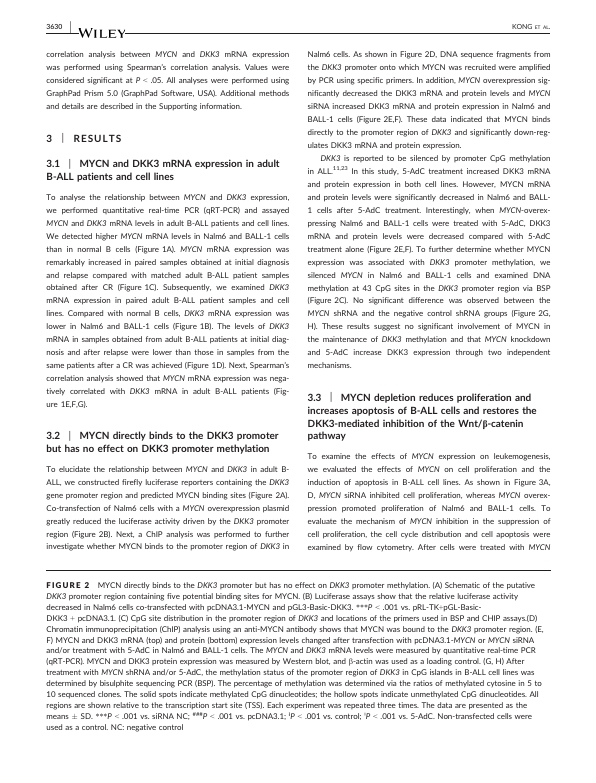 3630
WILEY
KONG ET AL.
correlation analysis between MYCN and DKK3 mRNA expression
was performed using Spearman's correlation analysis. Values were
considered significant at P < .05. All analyses were performed using
GraphPad Prism 5.0 (GraphPad Software, USA). Additional methods
and details are described in the Supporting information.
3 | RESULTS
3.1 | MYCN and DKK3 mRNA expression in adult
B-ALL patients and cell lines
To analyse the relationship between MYCN and DKK3 expression,
we performed quantitative real-time PCR (qRT-PCR) and assayed
MYCN and DKK3 mRNA levels in adult B-ALL patients and cell lines.
We detected higher MYCN mRNA levels in Nalm6 and BALL-1 cells
than in normal B cells (Figure 1A). MYCN mRNA expression was
remarkably increased in paired samples obtained at initial diagnosis
and relapse compared with matched adult B-ALL patient samples
obtained after CR (Figure 1C). Subsequently, we examined DKK3
mRNA expression in paired adult B-ALL patient samples and cell
lines. Compared with normal B cells, DKK3 mRNA expression was
lower in Nalm6 and BALL-1 cells (Figure 1B). The levels of DKK3
mRNA in samples obtained from adult B-ALL patients at initial diag-
nosis and after relapse were lower than those in samples from the
same patients after a CR was achieved (Figure 1D). Next, Spearman's
correlation analysis showed that MYCN mRNA expression was nega-
tively correlated with DKK3 mRNA in adult B-ALL patients (Fig-
ure 1E,F,G).
3.2 | MYCN directly binds to the DKK3 promoter
but has no effect on DKK3 promoter methylation
To elucidate the relationship between MYCN and DKK3 in adult B-
ALL, we constructed firefly luciferase reporters containing the DKK3
gene promoter region and predicted MYCN binding sites (Figure 2A).
Co-transfection of Nalm6 cells with a MYCN overexpression plasmid
greatly reduced the luciferase activity driven by the DKK3 promoter
region (Figure 2B). Next, a ChIP analysis was performed to further
investigate whether MYCN binds to the promoter region of DKK3 in
Nalm6 cells. As shown in Figure 2D, DNA sequence fragments from
the DKK3 promoter onto which MYCN was recruited were amplified
by PCR using specific primers. In addition, MYCN overexpression sig-
nificantly decreased the DKK3 mRNA and protein levels and MYCN
siRNA increased DKK3 mRNA and protein expression in Nalm6 and
BALL-1 cells (Figure 2E,F). These data indicated that MYCN binds
directly to the promoter region of DKK3 and significantly down-reg-
ulates DKK3 mRNA and protein expression.
DKK3 is reported to be silenced by promoter CpG methylation
in ALL.11,23 In this study, 5-AdC treatment increased DKK3 mRNA
and protein expression in both cell lines. However, MYCN mRNA
and protein levels were significantly decreased in Nalm6 and BALL-
1 cells after 5-AdC treatment. Interestingly, when MYCN-overex-
pressing Nalm6 and BALL-1 cells were treated with 5-AdC, DKK3
mRNA and protein levels were decreased compared with 5-AdC
treatment alone (Figure 2E,F). To further determine whether MYCN
expression was associated with DKK3 promoter methylation, we
silenced MYCN in Nalm6 and BALL-1 cells and examined DNA
methylation at 43 CpG sites in the DKK3 promoter region via BSP
(Figure 2C). No significant difference was observed between the
MYCN shRNA and the negative control shRNA groups (Figure 2G,
H). These results suggest no significant involvement of MYCN in
the maintenance of DKK3 methylation and that MYCN knockdown
and 5-AdC increase DKK3 expression through two independent
mechanisms.
3.3 | MYCN depletion reduces proliferation and
increases apoptosis of B-ALL cells and restores the
DKK3-mediated inhibition of the Wnt/β-catenin
pathway
To examine the effects of MYCN expression on leukemogenesis,
we evaluated the effects of MYCN on cell proliferation and the
induction of apoptosis in B-ALL cell lines. As shown in Figure 3A,
D, MYCN siRNA inhibited cell proliferation, whereas MYCN overex-
pression promoted proliferation of Nalm6 and BALL-1 cells. To
evaluate the mechanism of MYCN inhibition in the suppression of
cell proliferation, the cell cycle distribution and cell apoptosis were
examined by flow cytometry. After cells were treated with MYCN
FIGURE 2 MYCN directly binds to the DKK3 promoter but has no effect on DKK3 promoter methylation. (A) Schematic of the putative
DKK3 promoter region containing five potential binding sites for MYCN. (B) Luciferase assays show that the relative luciferase activity
decreased in Nalm6 cells co-transfected with pcDNA3.1-MYCN and pGL3-Basic-DKK3. ***P < .001 vs. pRL-TK+pGL-Basic-
DKK3 + pcDNA3.1. (C) CpG site distribution in the promoter region of DKK3 and locations of the primers used in BSP and CHIP assays.(D)
Chromatin immunoprecipitation (ChIP) analysis using an anti-MYCN antibody shows that MYCN was bound to the DKK3 promoter region. (E,
F) MYCN and DKK3 mRNA (top) and protein (bottom) expression levels changed after transfection with pcDNA3.1-MYCN or MYCN siRNA
and/or treatment with 5-AdC in Nalm6 and BALL-1 cells. The MYCN and DKK3 mRNA levels were measured by quantitative real-time PCR
(qRT-PCR). MYCN and DKK3 protein expression was measured by Western blot, and β-actin was used as a loading control. (G, H) After
treatment with MYCN shRNA and/or 5-AdC, the methylation status of the promoter region of DKK3 in CpG islands in B-ALL cell lines was
determined by bisulphite sequencing PCR (BSP). The percentage of methylation was determined via the ratios of methylated cytosine in 5 to
10 sequenced clones. The solid spots indicate methylated CpG dinucleotides; the hollow spots indicate unmethylated CpG dinucleotides. All
regions are shown relative to the transcription start site (TSS). Each experiment was repeated three times. The data are presented as the
means ± SD. ***P < .001 vs. siRNA NC; ###P < .001 vs. pcDNA3.1; P < .001 vs. control; P < .001 vs. 5-AdC. Non-transfected cells were
used as a control. NC: negative control